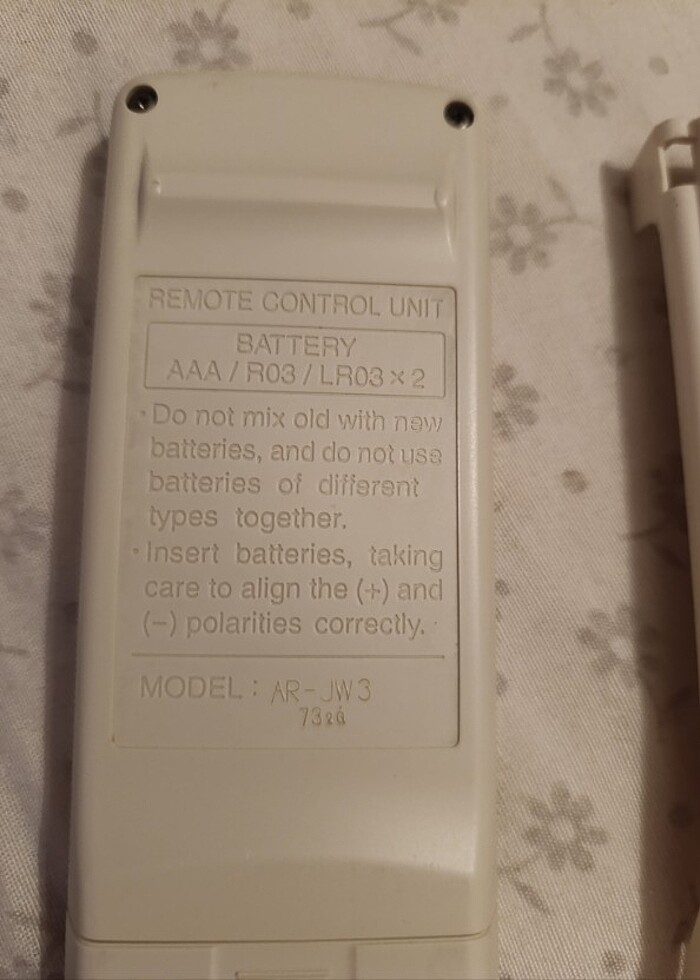 REMOTE CONTROL UNIT
BATTERY
AAA / R03 / LR03 × 2
• Do not mix old with new
batteries, and do not use
batteries of different
types together.
• Insert batteries, taking
care to align the (+) and
(−) polarities correctly.
MODEL : AR-JW3